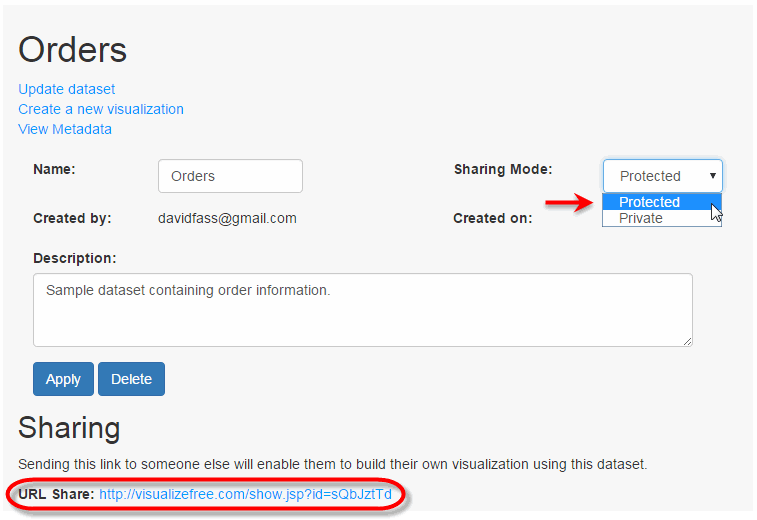 Orders
Update dataset
Create a new visualization
View Metadata
Name: Orders Sharing Mode: Protected
Protected
Created by: davidfass@gmail.com Created on: Private
Description:
Sample dataset containing order information.
Apply Delete
Sharing
Sending this link to someone else will enable them to build their own visualization using this dataset.
URL Share: http://visualizefree.com/show.jsp?id=sQbJztTd